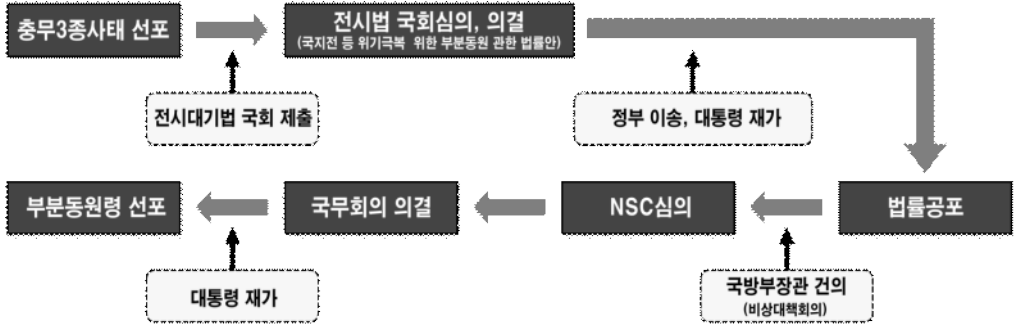 충무3종사태 선포
전시법 국회심의, 의결
(국지전 등 위기극복 위한 부분동원 관한 법률안)
전시대기법 국회 제출
정부 이송, 대통령 재가
부분동원령 선포
국무회의 의결
NSC심의
법률공포
대통령 재가
국방부장관 건의
(비상대책회의)